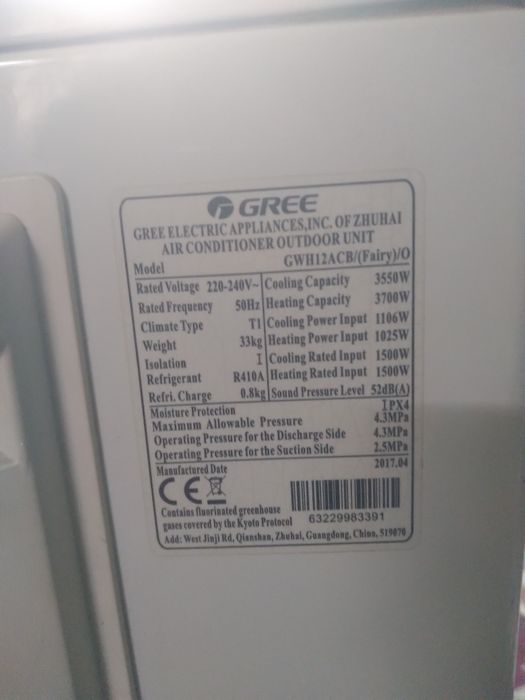 GREE
GREE ELECTRIC APPLIANCES,INC. OF ZHUHAI
AIR CONDITIONER OUTDOOR UNIT
Model GWH12ACB/(Fairy)/O
Rated Voltage 220-240V~ Cooling Capacity 3550W
Rated Frequency 50Hz Heating Capacity 3700W
Climate Type T1 Cooling Power Input 1106W
Weight 33kg Heating Power Input 1025W
Isolation I Cooling Rated Input 1500W
Refrigerant R410A Heating Rated Input 1500W
Refri. Charge 0.8kg Sound Pressure Level 52dB(A)
Moisture Protection IPX4
Maximum Allowable Pressure 4.3MPa
Operating Pressure for the Discharge Side 4.3MPa
Operating Pressure for the Suction Side 2.5MPa
Manufactured Date 2017.04
CE
Contains fluorinated greenhouse
gases covered by the Kyoto Protocol
63229983391
Add: West Jinji Rd, Qianshan, Zhuhai, Guangdong, China, 519070